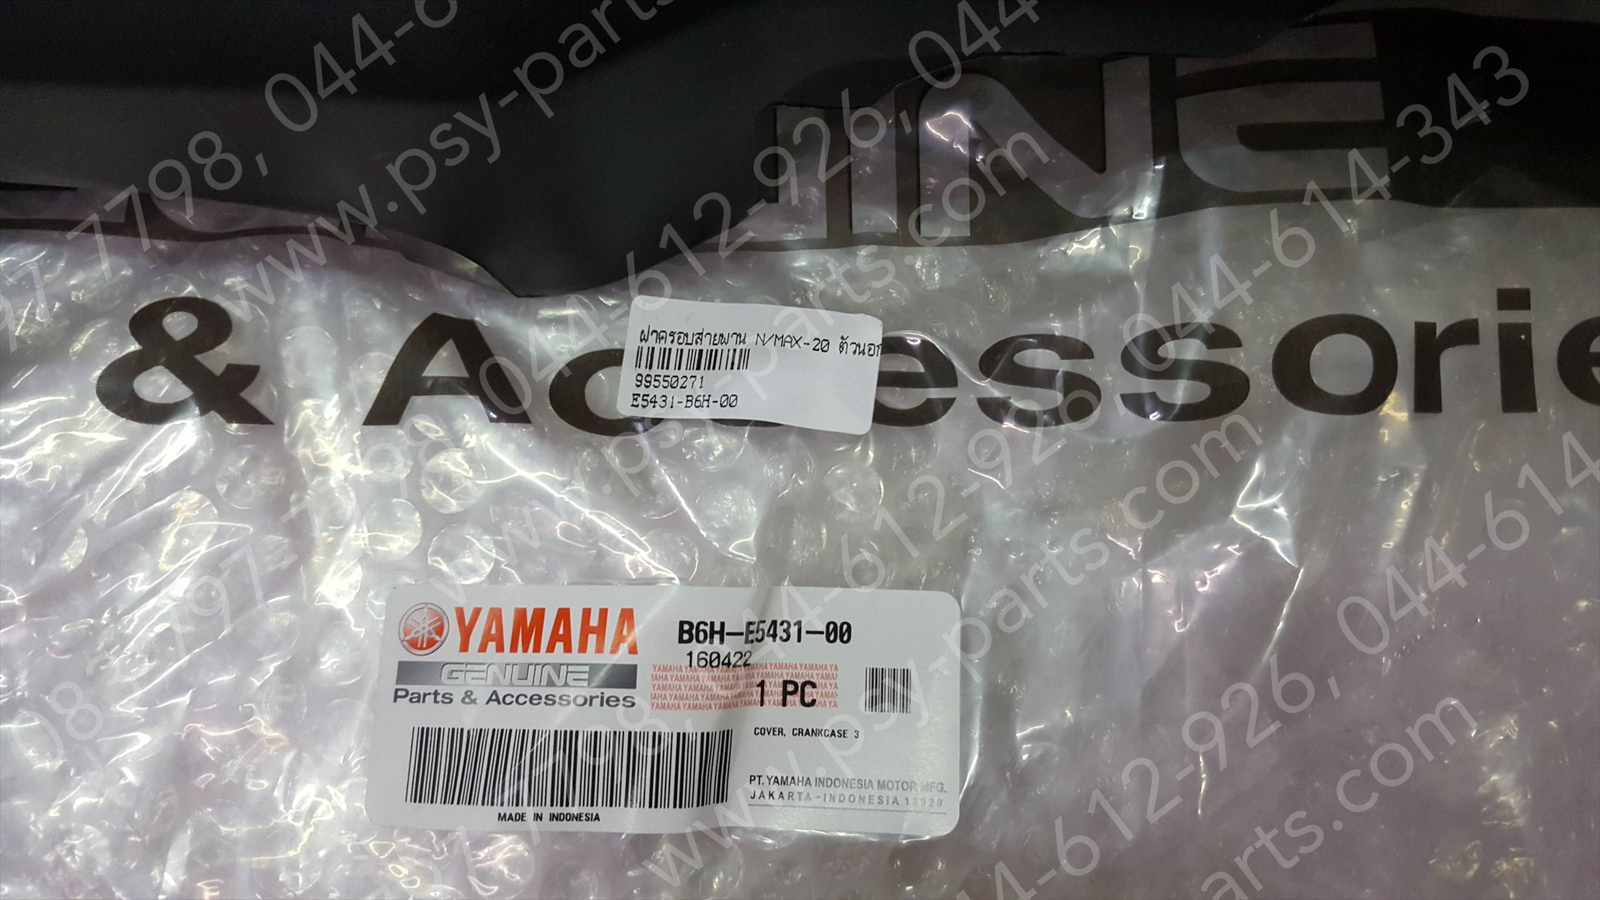 INE
& Accessorie
ฝาครอบสายพาน N/MAX-20 ตัวนอก
99550271
E5431-B6H-00
YAMAHA
GENUINE
Parts & Accessories
B6H-E5431-00
160422
1 PC
COVER, CRANKCASE 3
PT. YAMAHA INDONESIA MOTOR MFG.
JAKARTA-INDONESIA 13920
MADE IN INDONESIA
www.psy-parts.com
044-612-926, 044-614-343